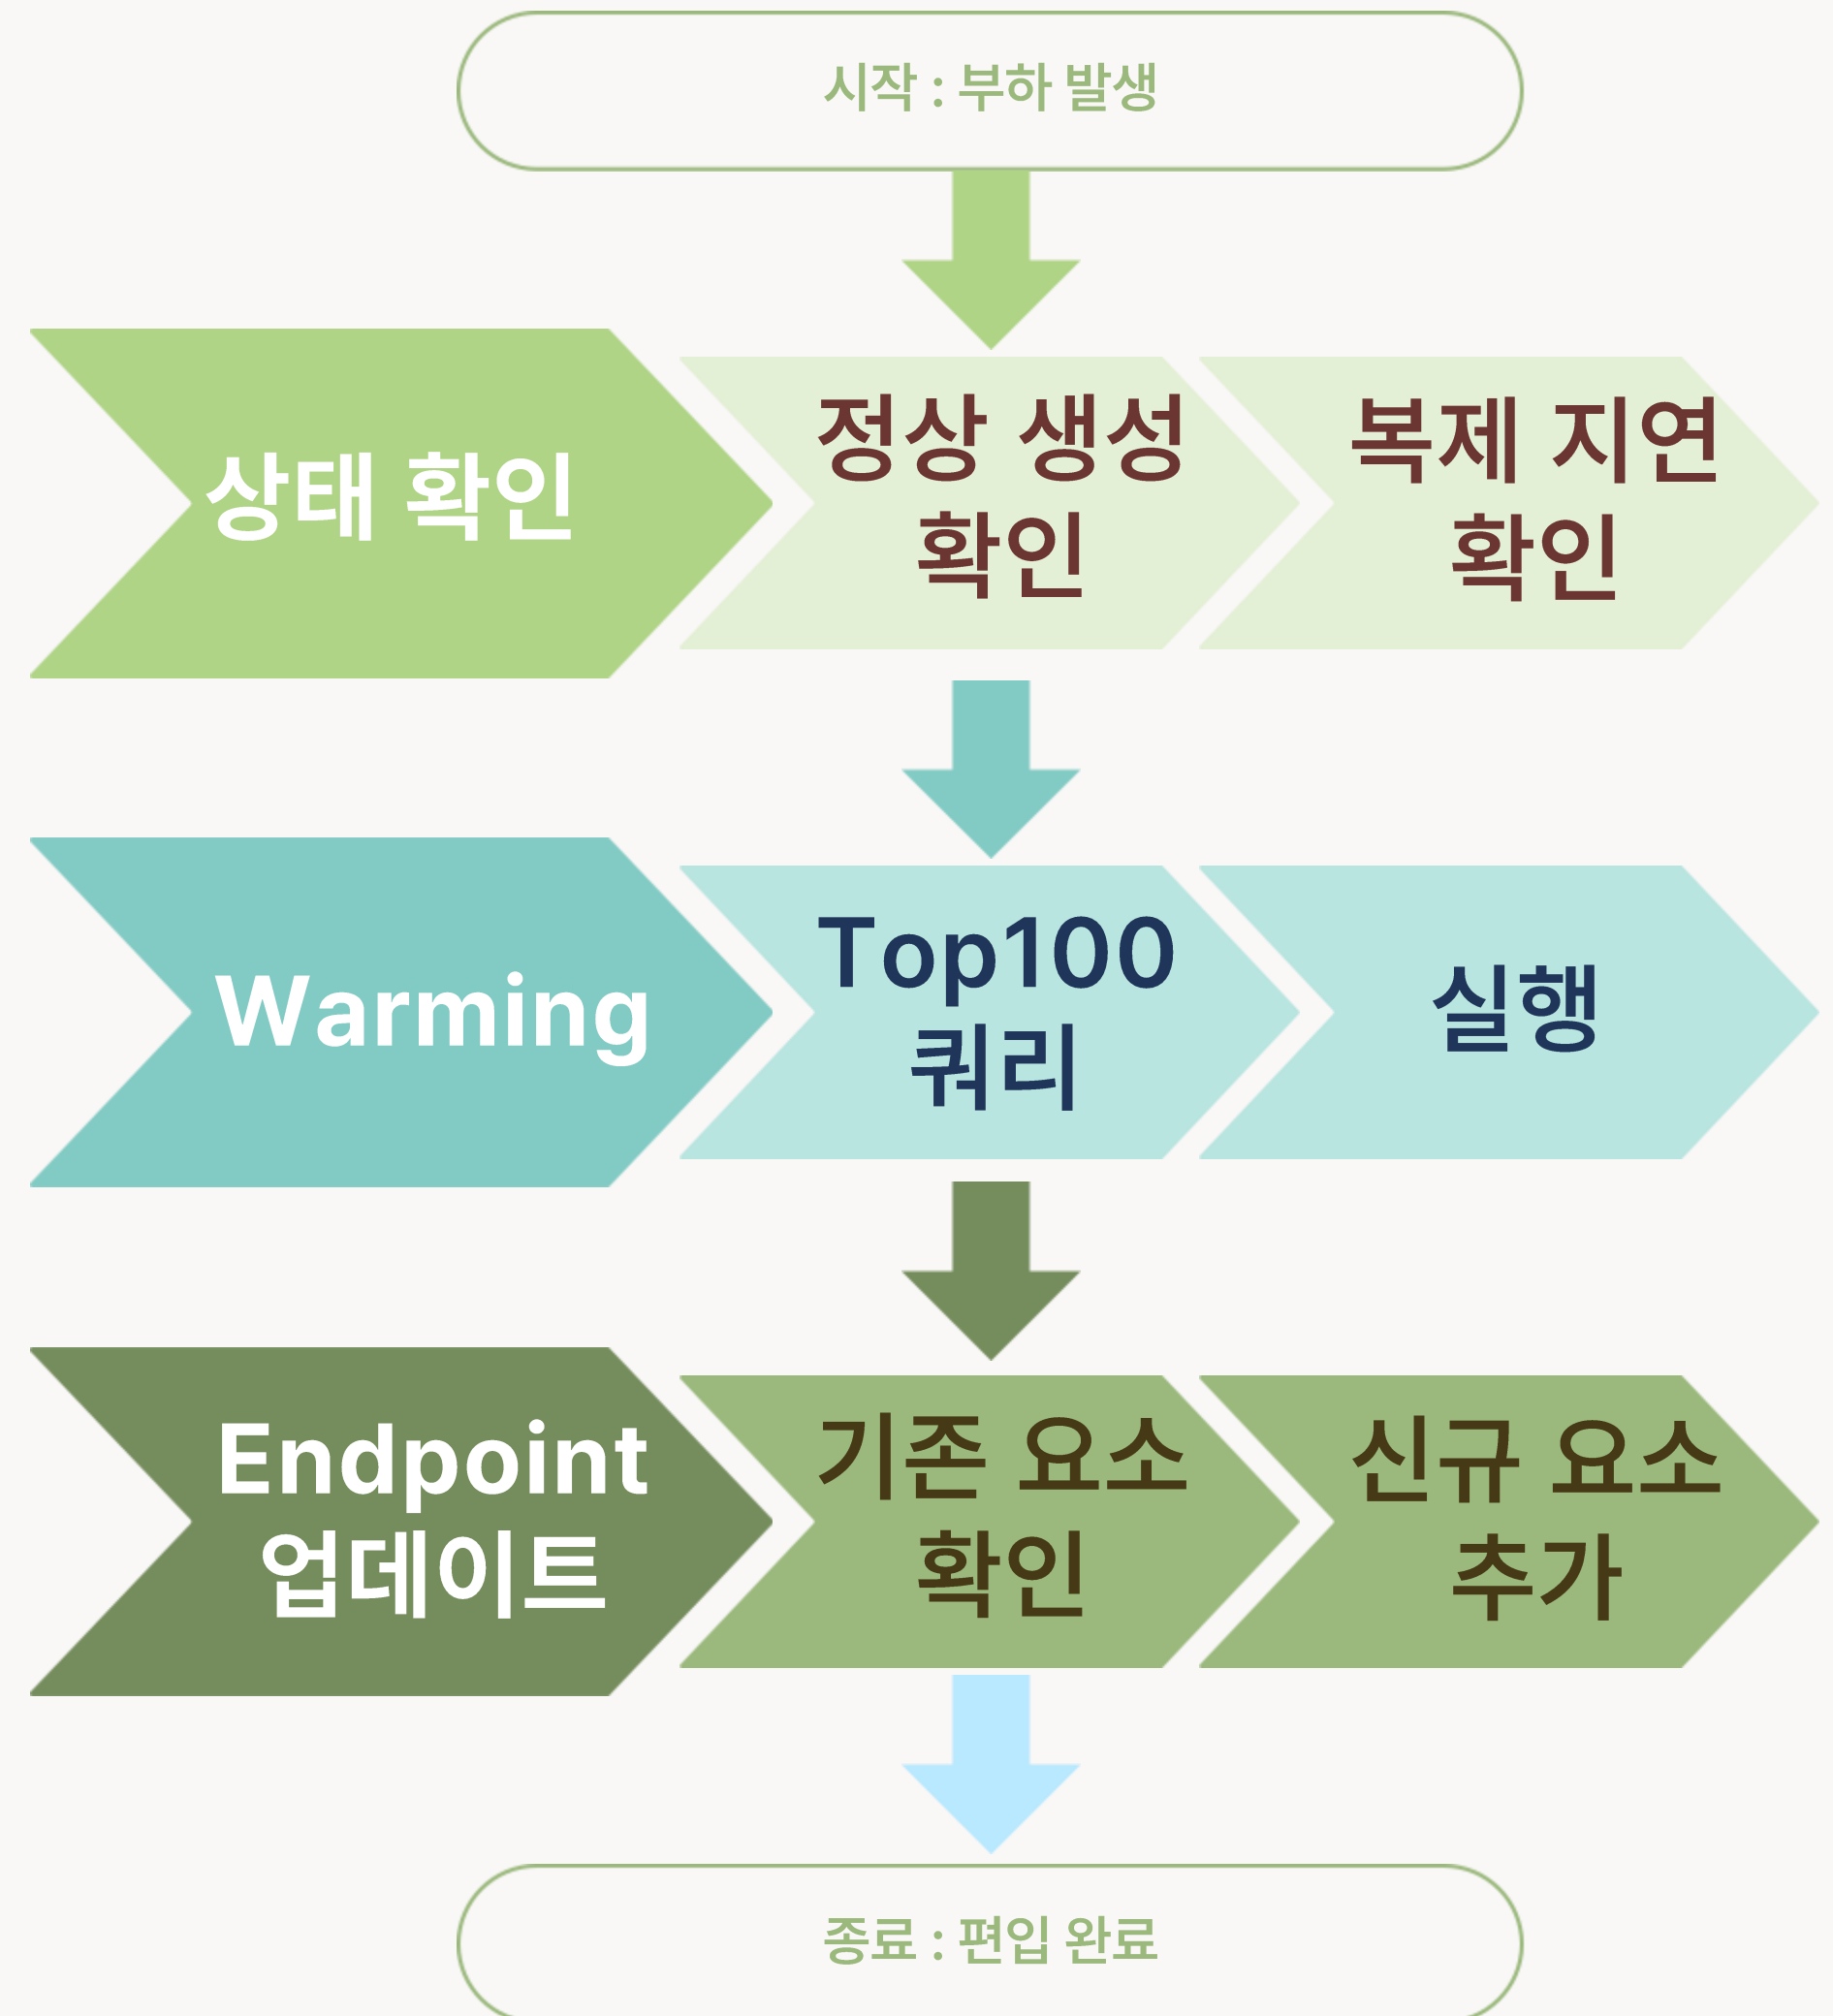 시작 : 부하 발생
상태 확인
정상 생성
확인
복제 지연
확인
Warming
Top100
쿼리
실행
Endpoint
업데이트
기존 요소
확인
신규 요소
추가
종료 : 편입 완료